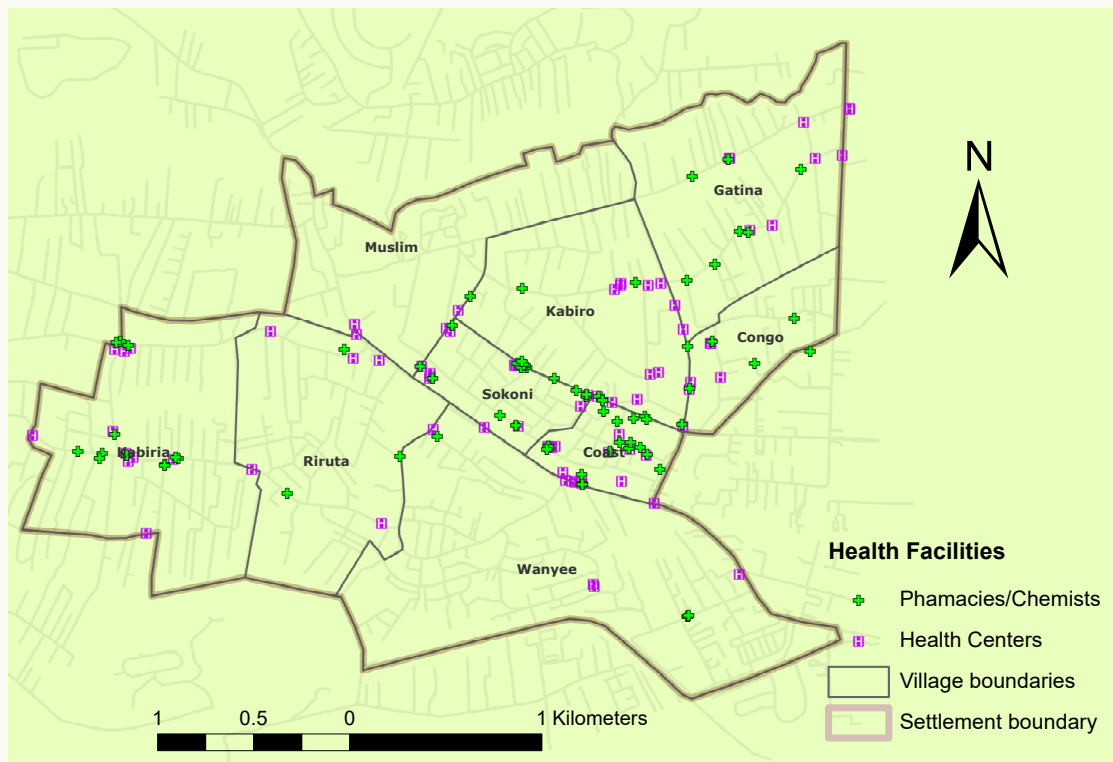 N
Gatina
Muslim
Kabiro
Congo
Sokoni
Kabiria
Riruta
Coast
Wanyee
Health Facilities
Phamacies/Chemists
Health Centers
Village boundaries
Settlement boundary
1 0.5 0 1 Kilometers